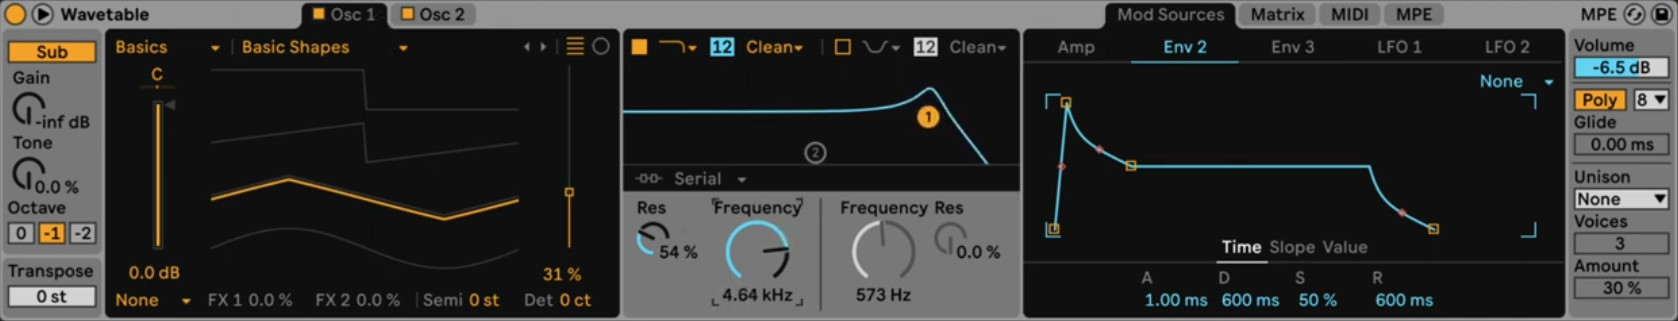 Wavetable Osc 1 Osc 2 Mod Sources Matrix MIDI MPE MPE
Sub
Gain
-inf dB
Tone
0.0 %
Octave
0 -1 -2
Transpose
0 st
Basics Basic Shapes
C
0.0 dB
31 %
None FX 1 0.0 % FX 2 0.0 % Semi 0 st Det 0 ct
12 Clean 12 Clean
1
2
Serial
Res Frequency Frequency Res
54 % 0.0 %
4.64 kHz 573 Hz
Amp Env 2 Env 3 LFO 1 LFO 2
None
Time Slope Value
A D S R
1.00 ms 600 ms 50 % 600 ms
Volume
-6.5 dB
Poly 8
Glide
0.00 ms
Unison
None
Voices
3
Amount
30 %